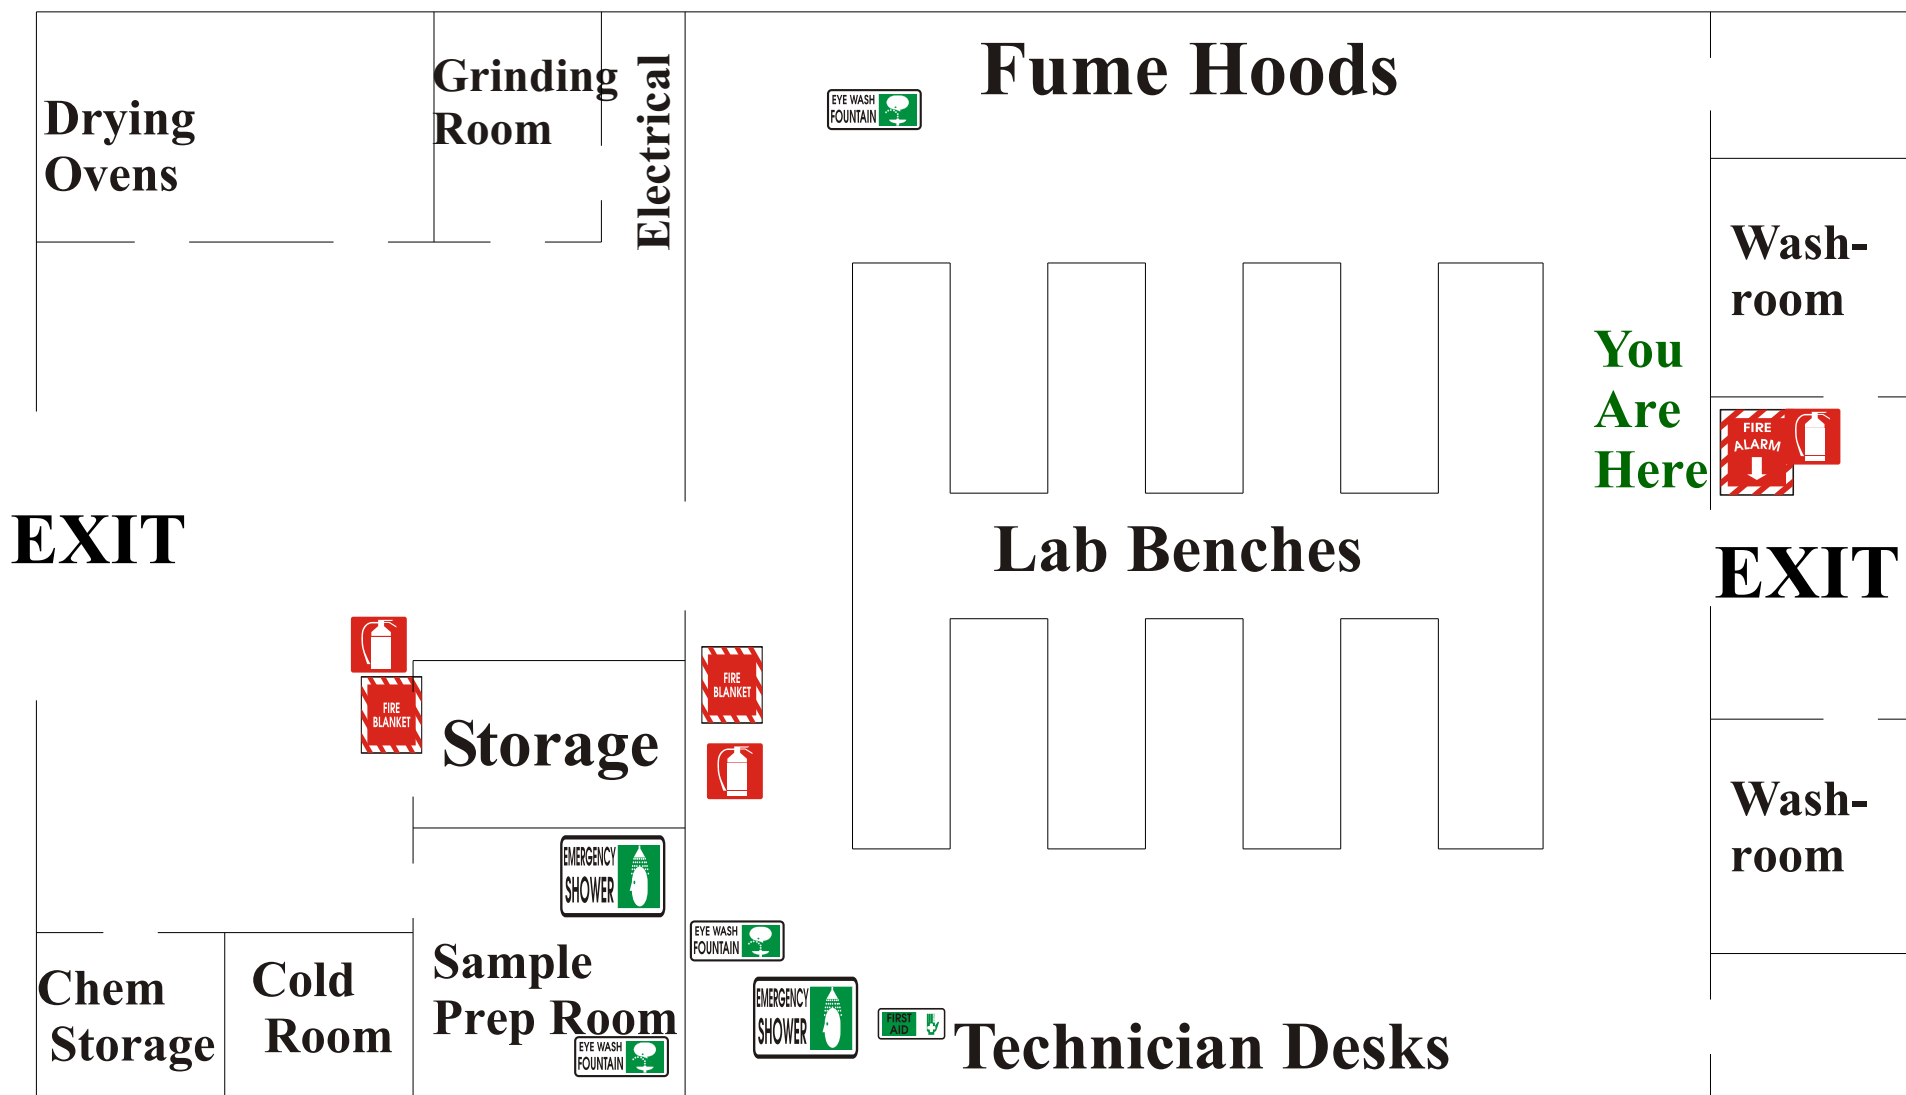 Drying
Ovens
Grinding
Room
Electrical
Fume Hoods
EYE WASH
FOUNTAIN
Wash-
room
You
Are
Here
FIRE
ALARM
EXIT
Lab Benches
EXIT
FIRE
BLANKET
FIRE
BLANKET
Storage
Wash-
room
EMERGENCY
SHOWER
EYE WASH
FOUNTAIN
Chem
Storage
Cold
Room
Sample
Prep Room
EYE WASH
FOUNTAIN
EMERGENCY
SHOWER
FIRST
AID
Technician Desks